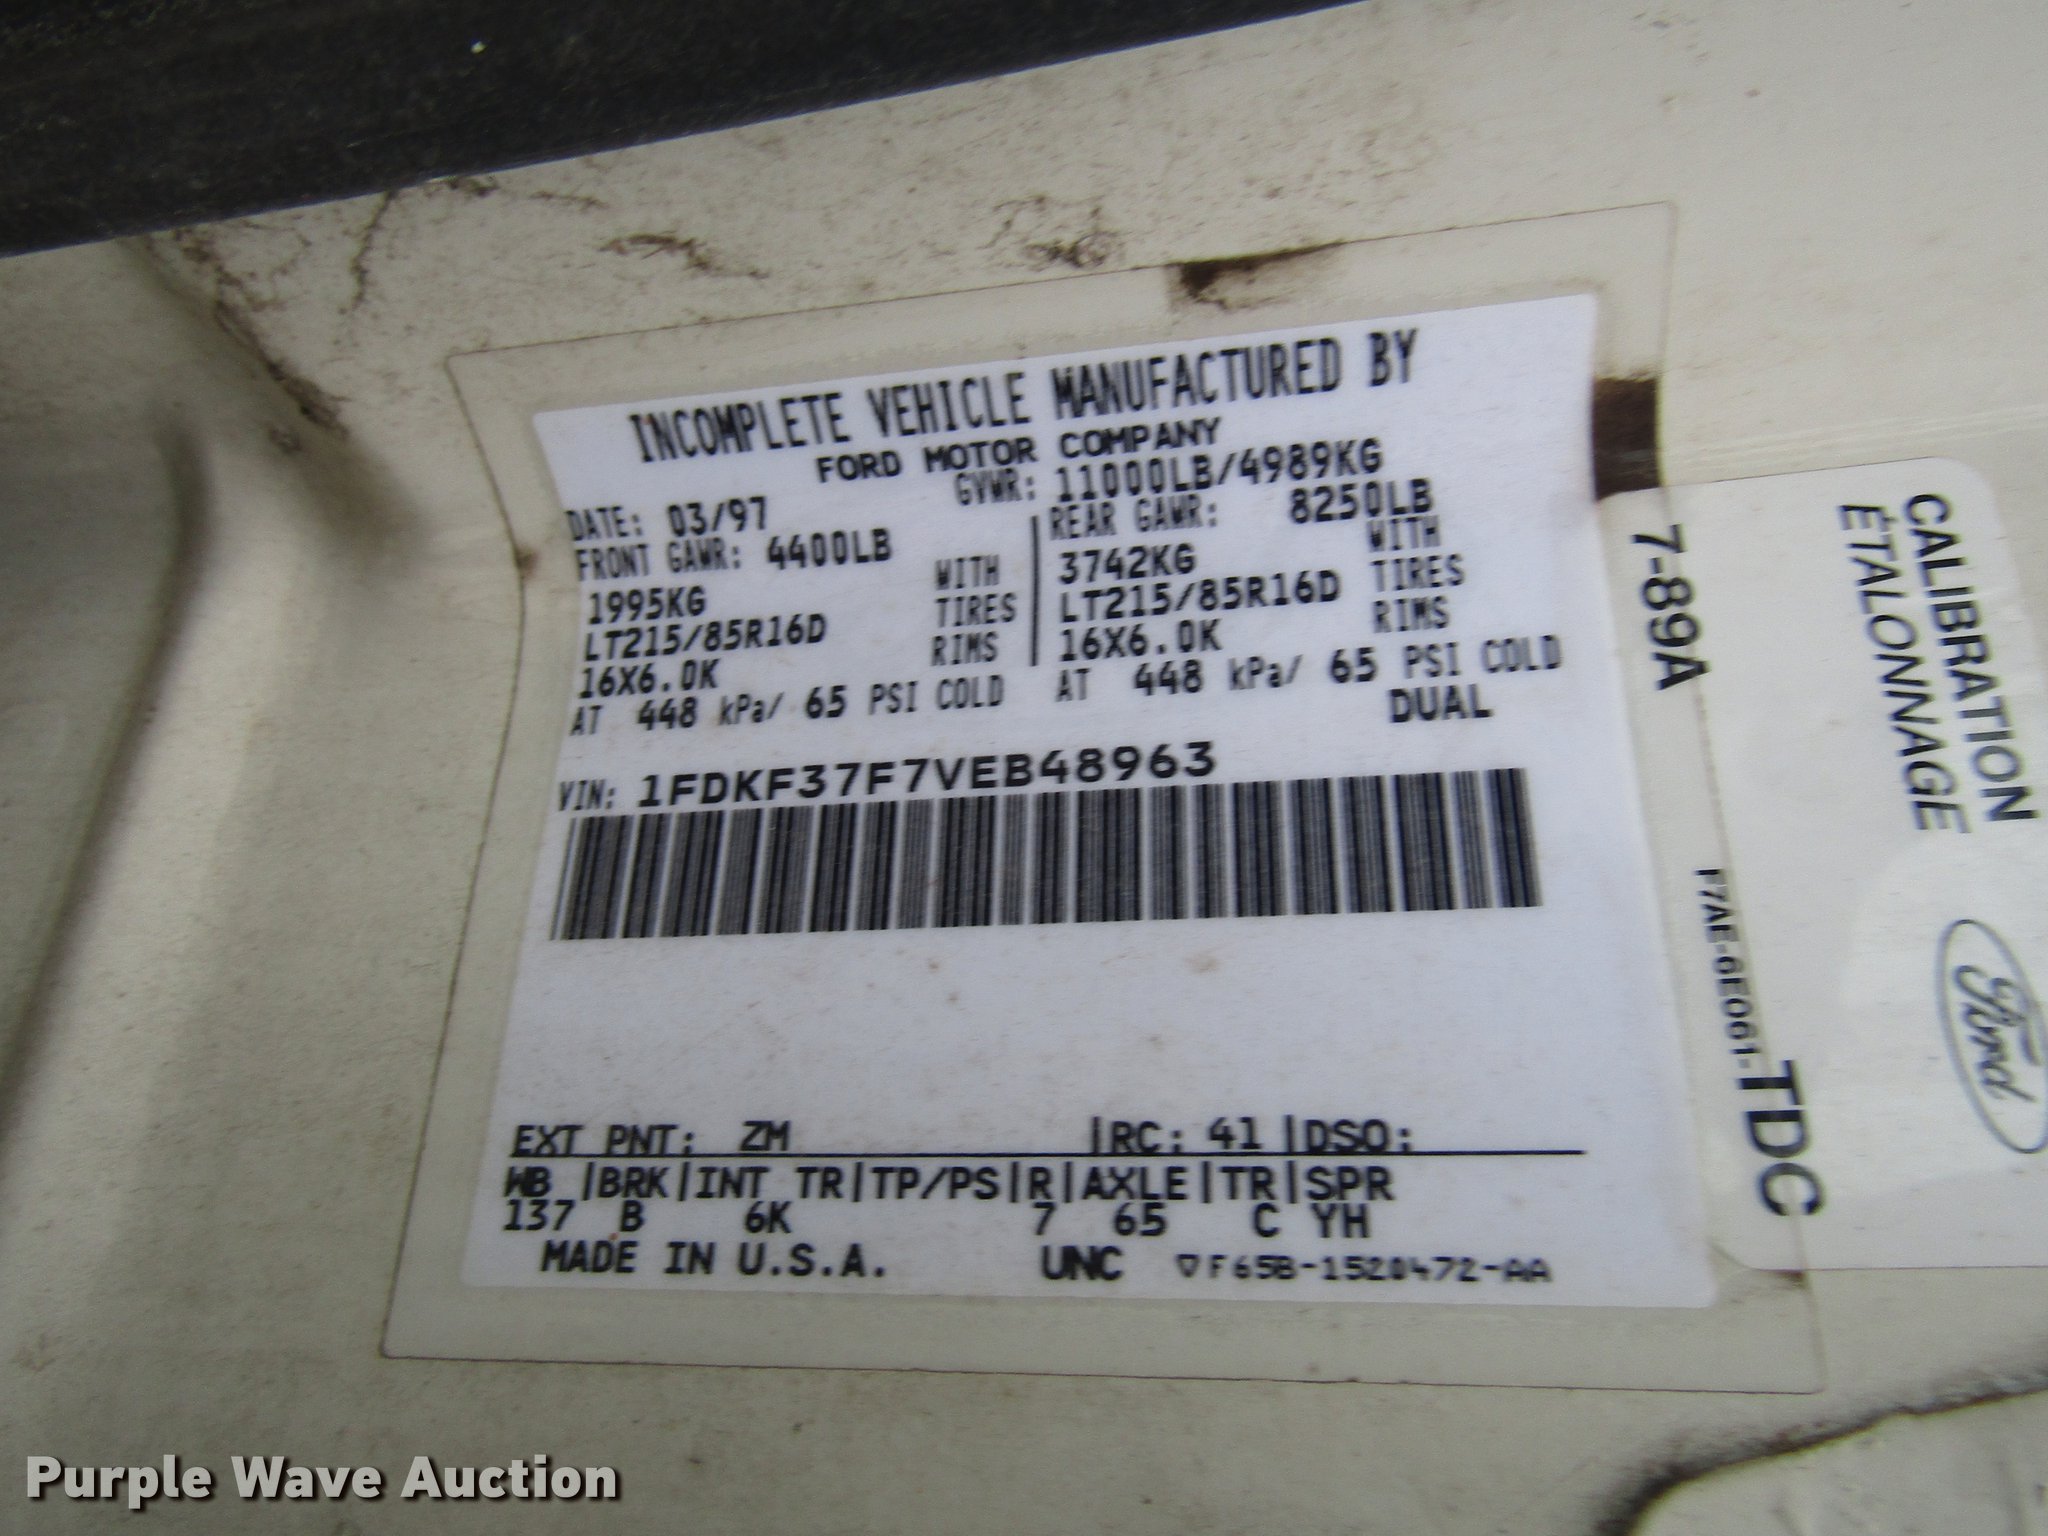 INCOMPLETE VEHICLE MANUFACTURED BY
FORD MOTOR COMPANY
DATE: 03/97 GVWR: 11000LB/4989KG
FRONT GAWR: 4400LB REAR GAWR: 8250LB
1995KG WITH 3742KG WITH
LT215/85R16D TIRES LT215/85R16D TIRES
16X6.0K RIMS 16X6.0K RIMS
AT 448 kPa/ 65 PSI COLD AT 448 kPa/ 65 PSI COLD
DUAL
VIN: 1FDKF37F7VEB48963
EXT PNT: ZM |RC: 41 |DSO:
WB |BRK|INT TR|TP/PS|R|AXLE|TR|SPR
137 B 6K 7 65 C YH
MADE IN U.S.A. UNC ▽F65B-1520472-AA
CALIBRATION
ÉTALONNAGE
7-89A
Ford
F7AE-6E061-TDC
Purple Wave Auction